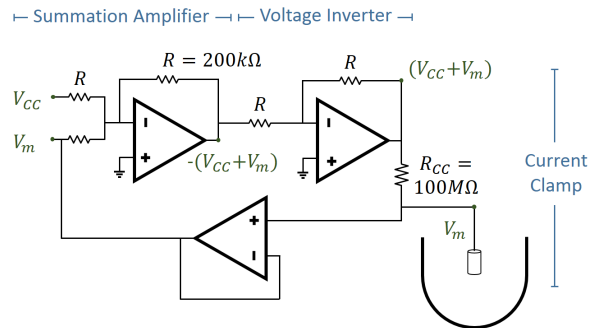 Summation Amplifier
Voltage Inverter
R = 200kΩ
R
(V_CC+V_m)
R
R
V_CC
V_m
-(V_CC+V_m)
R_CC =
100MΩ
Current
Clamp
V_m